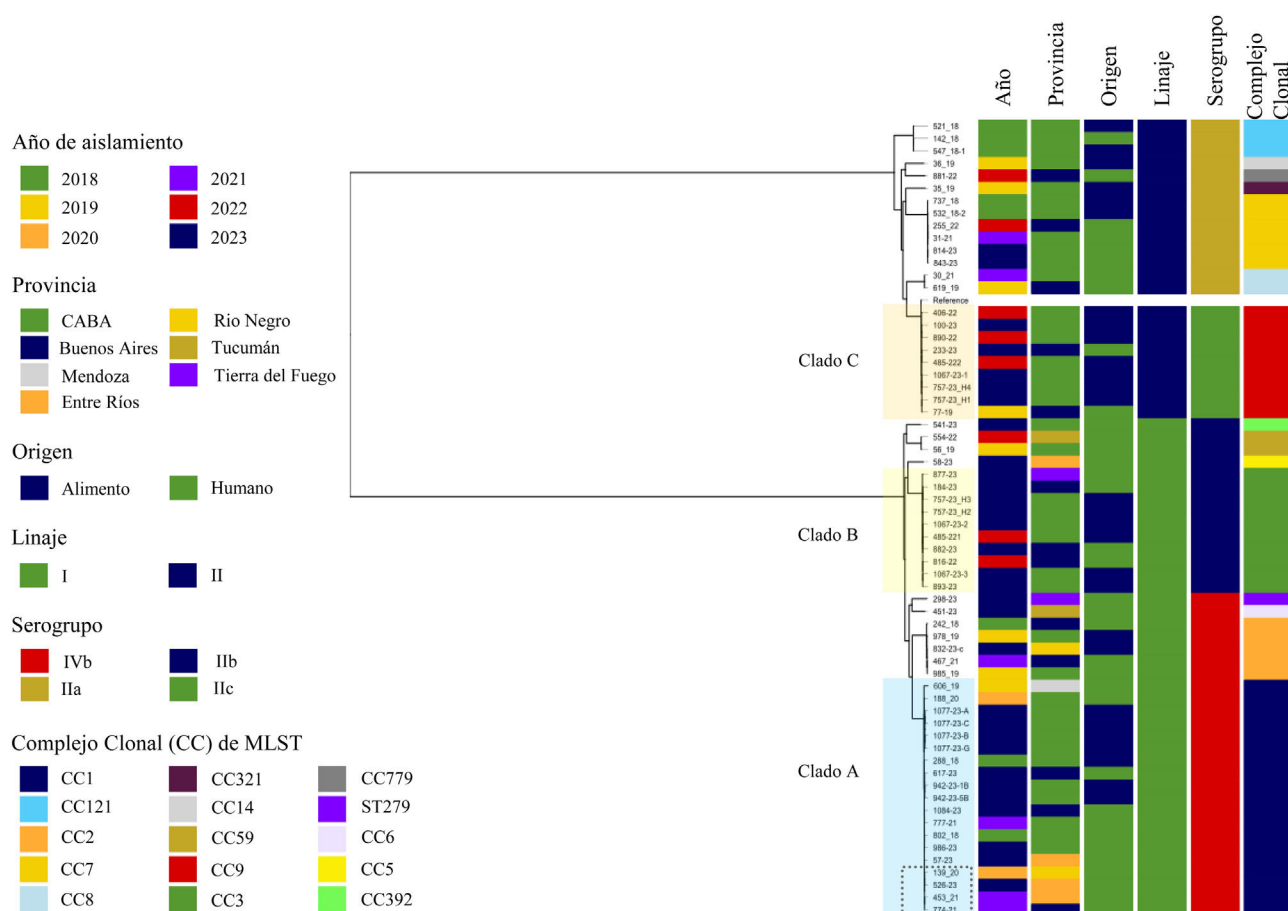 Año
Provincia
Origen
Linaje
Serogrupo
Complejo
Clonal
Año de aislamiento
2018
2021
2019
2022
2020
2023
Provincia
CABA
Rio Negro
Buenos Aires
Tucumán
Mendoza
Tierra del Fuego
Entre Ríos
Origen
Alimento
Humano
Linaje
I
II
Serogrupo
IVb
IIb
IIa
IIc
Complejo Clonal (CC) de MLST
CC1
CC321
CC779
CC121
CC14
ST279
CC2
CC59
CC6
CC7
CC9
CC5
CC8
CC3
CC392
Clado C
Clado B
Clado A
521_18
142_18
547_18-1
36_19
881-22
35_19
737_18
532_18-2
255_22
31-21
814-23
843-23
30_21
619_19
Reference
406-22
100-23
890-22
233-23
485-222
1067-23-1
757-23_H4
757-23_H1
77-19
541-23
554-22
56_19
58-23
877-23
184-23
757-23_H3
757-23_H2
1067-23-2
485-221
882-23
816-22
1067-23-3
893-23
298-23
451-23
242_18
978_19
832-23-c
467_21
985_19
606_19
188_20
1077-23-A
1077-23-C
1077-23-B
1077-23-G
288_18
617-23
942-23-1B
942-23-5B
1084-23
777-21
802_18
986-23
57-23
139_20
526-23
453_21
774-21